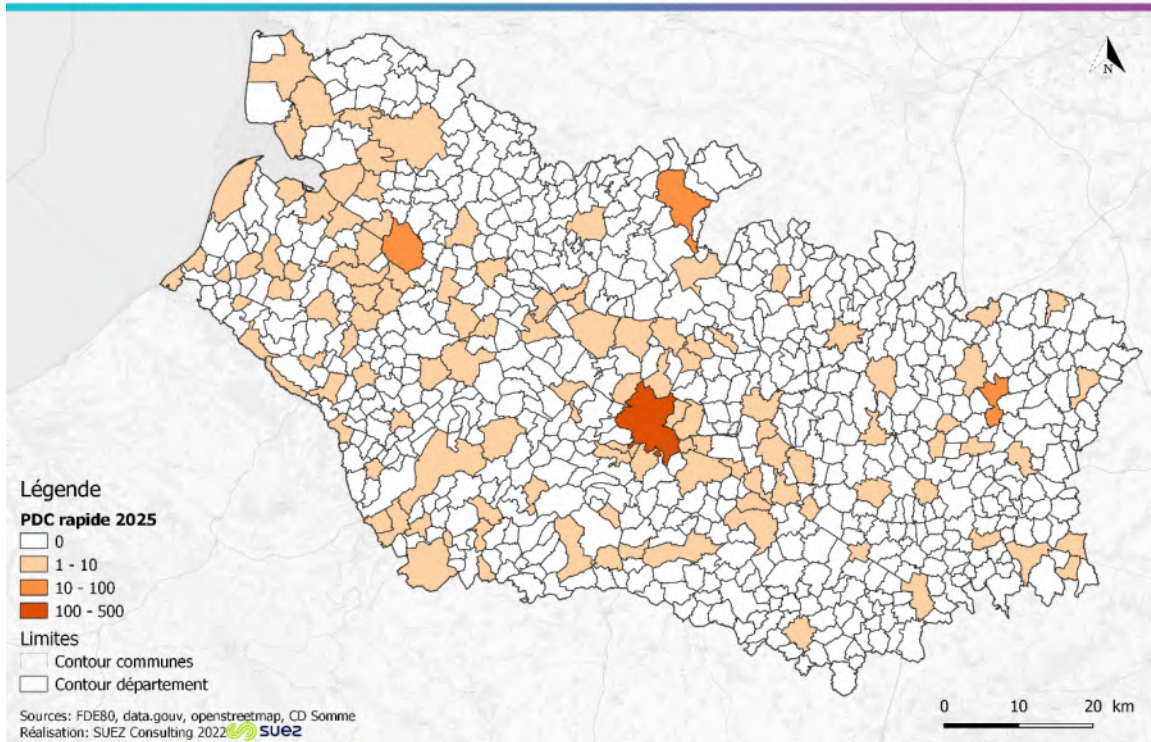 N
Légende
PDC rapide 2025
0
1 - 10
10 - 100
100 - 500
Limites
Contour communes
Contour département
Sources: FDE80, data.gouv, openstreetmap, CD Somme
Réalisation: SUEZ Consulting 2022 suez
0 10 20 km